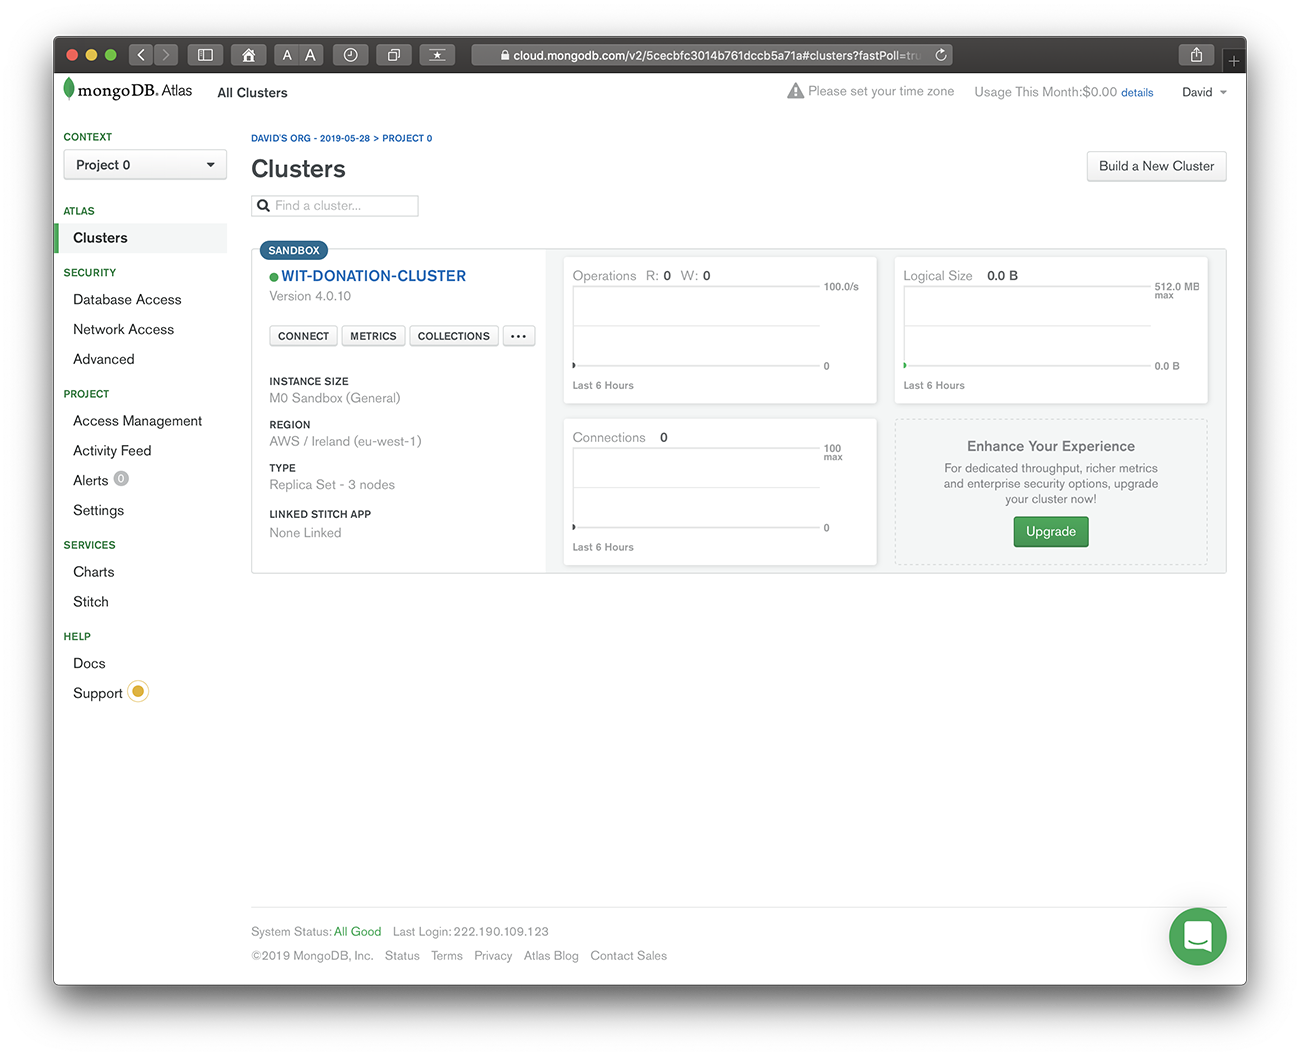 A A
cloud.mongodb.com/v2/5cecbfc3014b761dccb5a71a#clusters?fastPoll=tru
mongoDB. Atlas All Clusters
Please set your time zone Usage This Month:$0.00 details David
CONTEXT
Project 0
ATLAS
Clusters
SECURITY
Database Access
Network Access
Advanced
PROJECT
Access Management
Activity Feed
Alerts 0
Settings
SERVICES
Charts
Stitch
HELP
Docs
Support
DAVID'S ORG - 2019-05-28 > PROJECT 0
Clusters
Build a New Cluster
Find a cluster...
SANDBOX
WIT-DONATION-CLUSTER
Version 4.0.10
CONNECT METRICS COLLECTIONS ...
INSTANCE SIZE
M0 Sandbox (General)
REGION
AWS / Ireland (eu-west-1)
TYPE
Replica Set - 3 nodes
LINKED STITCH APP
None Linked
Operations R: 0 W: 0
100.0/s
0
Last 6 Hours
Logical Size 0.0 B
512.0 MB
max
0.0 B
Last 6 Hours
Connections 0
100
max
0
Last 6 Hours
Enhance Your Experience
For dedicated throughput, richer metrics
and enterprise security options, upgrade
your cluster now!
Upgrade
System Status: All Good Last Login: 222.190.109.123
©2019 MongoDB, Inc. Status Terms Privacy Atlas Blog Contact Sales